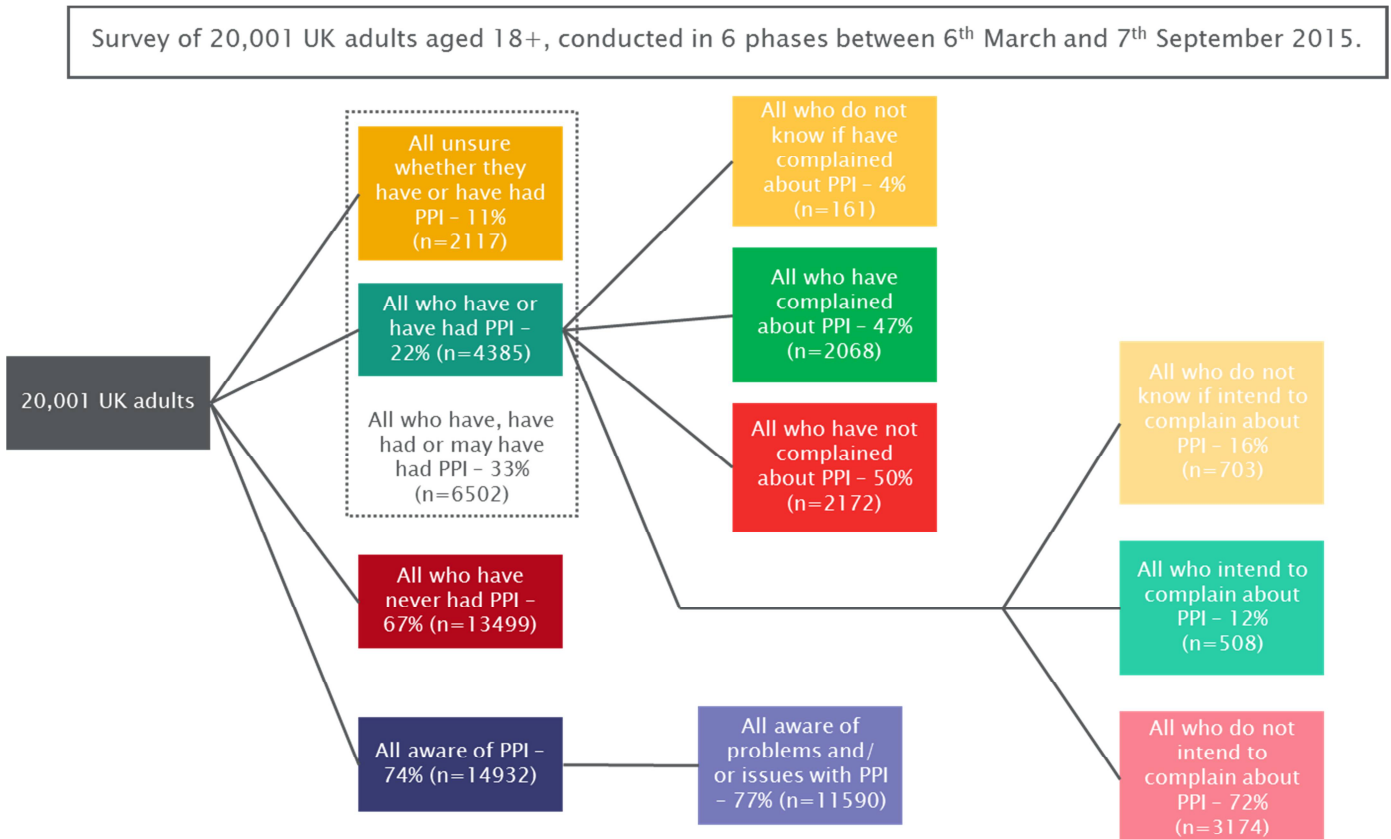 Survey of 20,001 UK adults aged 18+, conducted in 6 phases between 6th March and 7th September 2015.
20,001 UK adults
All unsure
whether they
have or have had
PPI – 11%
(n=2117)
All who have or
have had PPI –
22% (n=4385)
All who have, have
had or may have
had PPI – 33%
(n=6502)
All who have
never had PPI –
67% (n=13499)
All aware of PPI –
74% (n=14932)
All who do not
know if have
complained
about PPI – 4%
(n=161)
All who have
complained
about PPI – 47%
(n=2068)
All who have not
complained
about PPI – 50%
(n=2172)
All aware of
problems and/
or issues with PPI
– 77% (n=11590)
All who do not
know if intend to
complain about
PPI – 16%
(n=703)
All who intend to
complain about
PPI – 12%
(n=508)
All who do not
intend to
complain about
PPI – 72%
(n=3174)